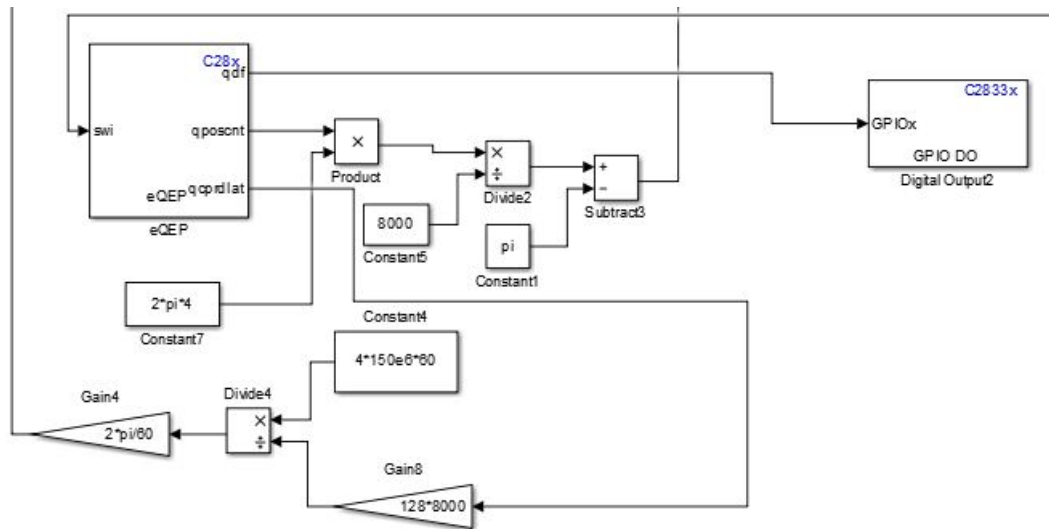 C28x
qdf
swi
qposcnt
qcprdlat
eQEP
eQEP
×
Product
×
÷
Divide2
+
−
Subtract3
C2833x
GPIOx
GPIO DO
Digital Output2
8000
Constant5
pi
Constant1
2*pi*4
Constant7
Constant4
4*150e6*60
Gain4
2*pi/60
Divide4
×
÷
Gain8
128*8000